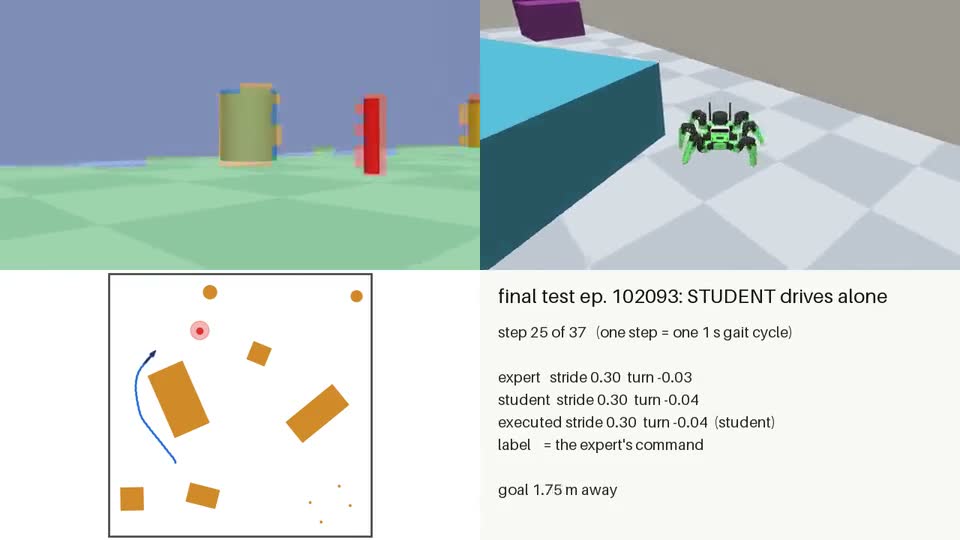 final test ep. 102093: STUDENT drives alone
step 25 of 37 (one step = one 1 s gait cycle)
expert stride 0.30 turn -0.03
student stride 0.30 turn -0.04
executed stride 0.30 turn -0.04 (student)
label = the expert's command
goal 1.75 m away